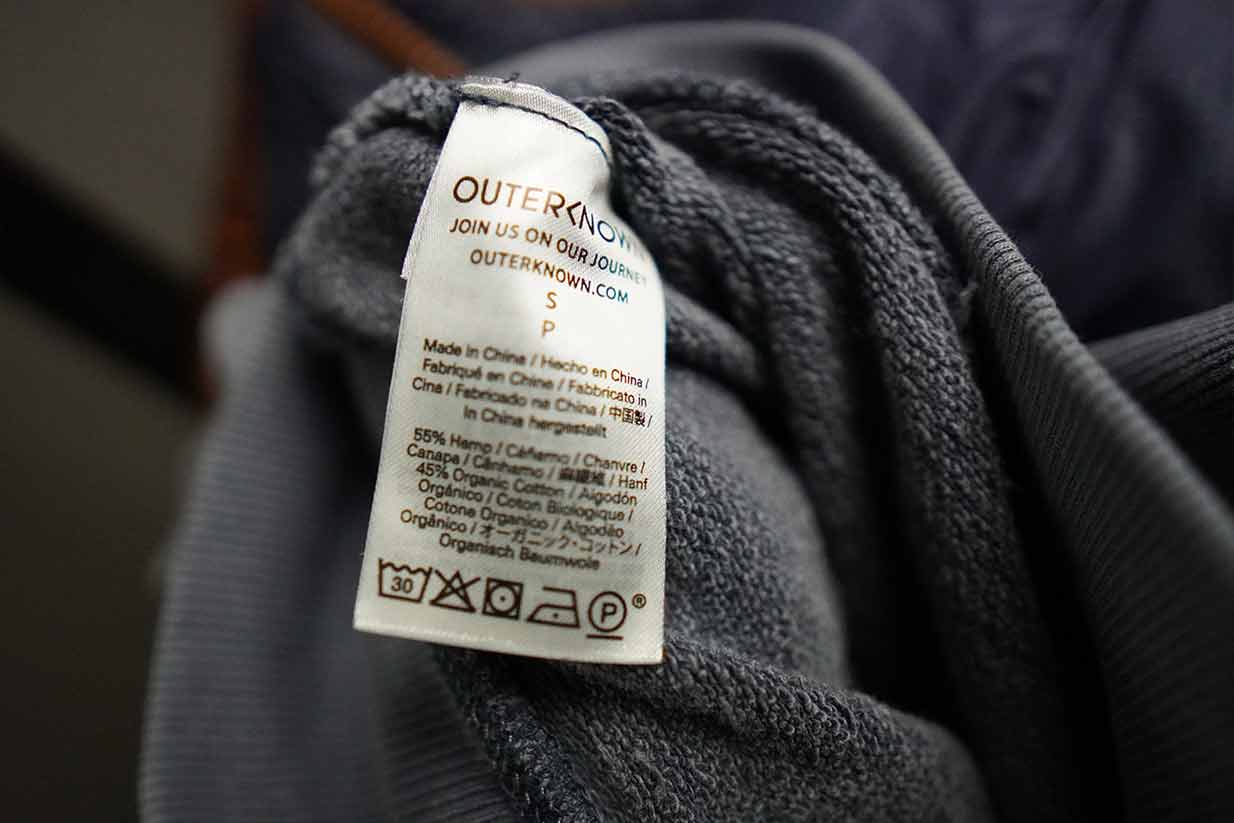 OUTERKNOWN
JOIN US ON OUR JOURNEY
OUTERKNOWN.COM
S
P
Made in China / Hecho en China /
Fabriqué en Chine / Fabbricato in
Cina / Fabricado na China / 中国製 /
In China hergestellt
55% Hemp / Cáñamo / Chanvre /
Canapa / Cânhamo / 麻繊維 / Hanf
45% Organic Cotton / Algodón
Orgánico / Coton Biologique /
Cotone Organico / Algodão
Orgânico / オーガニック・コットン /
Organisch Baumwolle
30 P ®